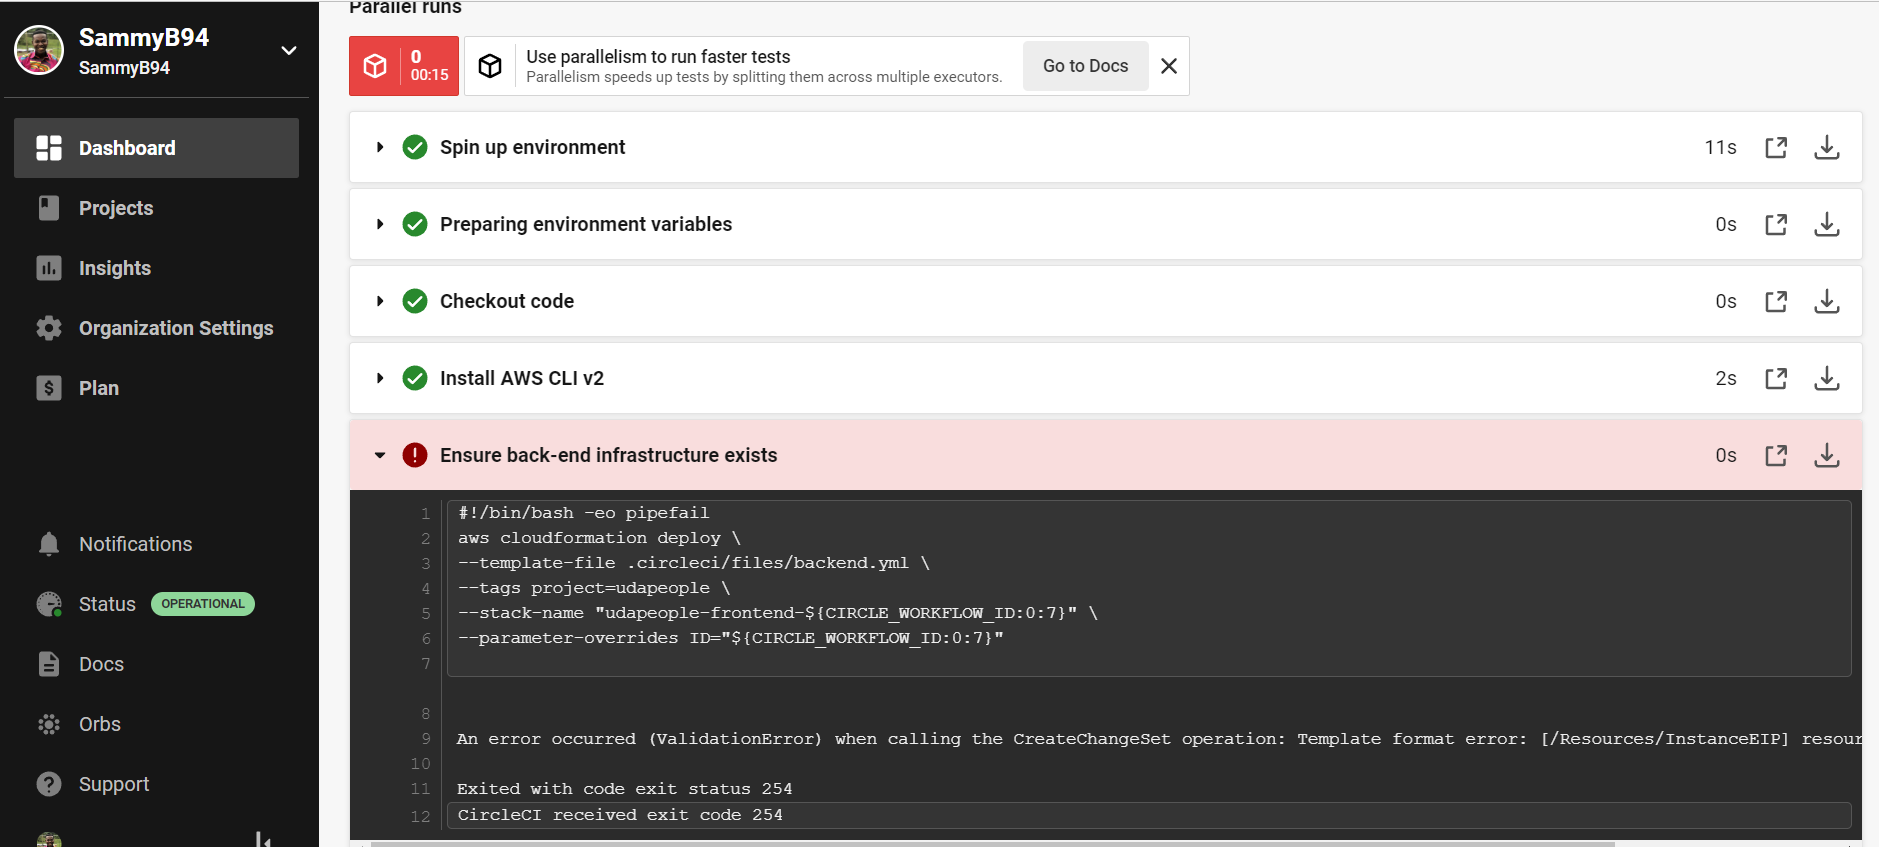 SammyB94
SammyB94
Dashboard
Projects
Insights
Organization Settings
Plan
Notifications
Status OPERATIONAL
Docs
Orbs
Support
Parallel runs
0
00:15
Use parallelism to run faster tests
Parallelism speeds up tests by splitting them across multiple executors.
Go to Docs
Spin up environment 11s
Preparing environment variables 0s
Checkout code 0s
Install AWS CLI v2 2s
Ensure back-end infrastructure exists 0s
1 #!/bin/bash -eo pipefail
2 aws cloudformation deploy \
3 --template-file .circleci/files/backend.yml \
4 --tags project=udapeople \
5 --stack-name "udapeople-frontend-${CIRCLE_WORKFLOW_ID:0:7}" \
6 --parameter-overrides ID="${CIRCLE_WORKFLOW_ID:0:7}"
7
8
9 An error occurred (ValidationError) when calling the CreateChangeSet operation: Template format error: [/Resources/InstanceEIP] resour
10
11 Exited with code exit status 254
12 CircleCI received exit code 254